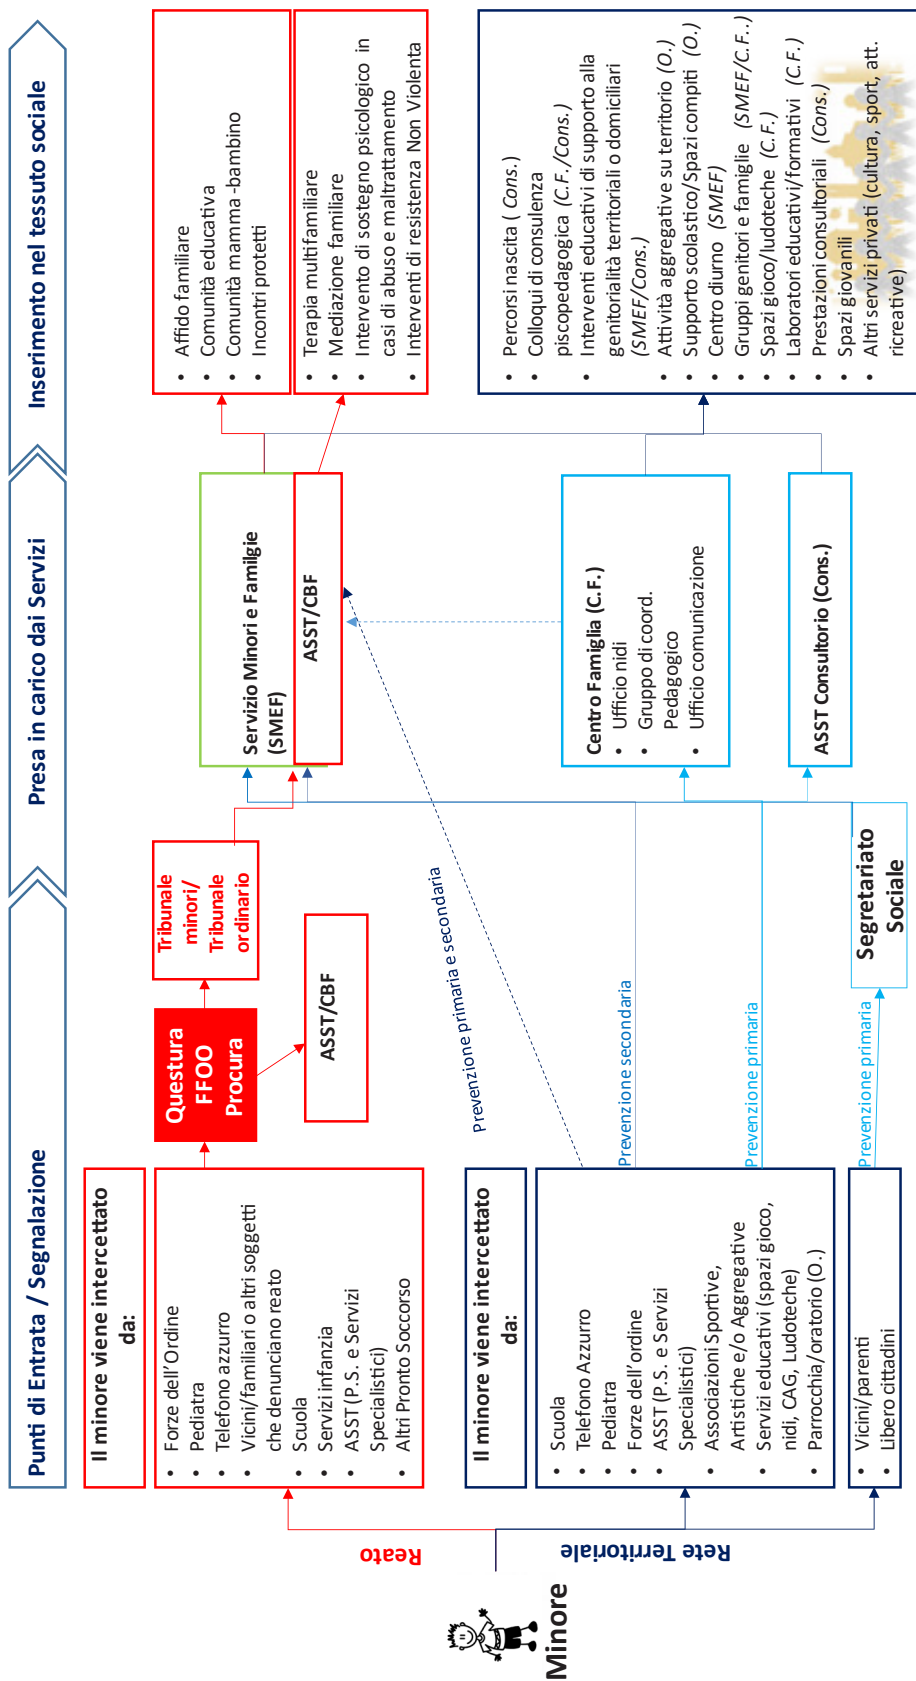 Punti di Entrata / Segnalazione
Presa in carico dai Servizi
Inserimento nel tessuto sociale
Minore
Reato
Rete Territoriale
Il minore viene intercettato
da:
• Forze dell'Ordine
• Pediatra
• Telefono azzurro
• Vicini/familiari o altri soggetti
che denunciano reato
• Scuola
• Servizi infanzia
• ASST (P.S. e Servizi
Specialistici)
• Altri Pronto Soccorso
Questura
FFOO
Procura
Tribunale
minori/
Tribunale
ordinario
ASST/CBF
Il minore viene intercettato
da:
• Scuola
• Telefono Azzurro
• Pediatra
• Forze dell'ordine
• ASST (P.S. e Servizi
Specialistici)
• Associazioni Sportive,
Artistiche e/o Aggregative
• Servizi educativi (spazi gioco,
nidi, CAG, Ludoteche)
• Parrocchia/oratorio (O.)
• Vicini/parenti
• Libero cittadini
Prevenzione primaria e secondaria
Prevenzione secondaria
Prevenzione primaria
Prevenzione primaria
Segretariato
Sociale
Servizio Minori e Familgie
(SMEF)
ASST/CBF
Centro Famiglia (C.F.)
• Ufficio nidi
• Gruppo di coord.
Pedagogico
• Ufficio comunicazione
ASST Consultorio (Cons.)
• Affido familiare
• Comunità educativa
• Comunità mamma -bambino
• Incontri protetti
• Terapia multifamiliare
• Mediazione familiare
• Intervento di sostegno psicologico in
casi di abuso e maltrattamento
• Interventi di resistenza Non Violenta
• Percorsi nascita ( Cons.)
• Colloqui di consulenza
piscopedagogica (C.F./Cons.)
• Interventi educativi di supporto alla
genitorialità territoriali o domiciliari
(SMEF/Cons.)
• Attività aggregative su territorio (O.)
• Supporto scolastico/Spazi compiti (O.)
• Centro diurno (SMEF)
• Gruppi genitori e famiglie (SMEF/C.F..)
• Spazi gioco/ludoteche (C.F.)
• Laboratori educativi/formativi (C.F.)
• Prestazioni consultoriali (Cons.)
• Spazi giovanili
• Altri servizi privati (cultura, sport, att.
ricreative)